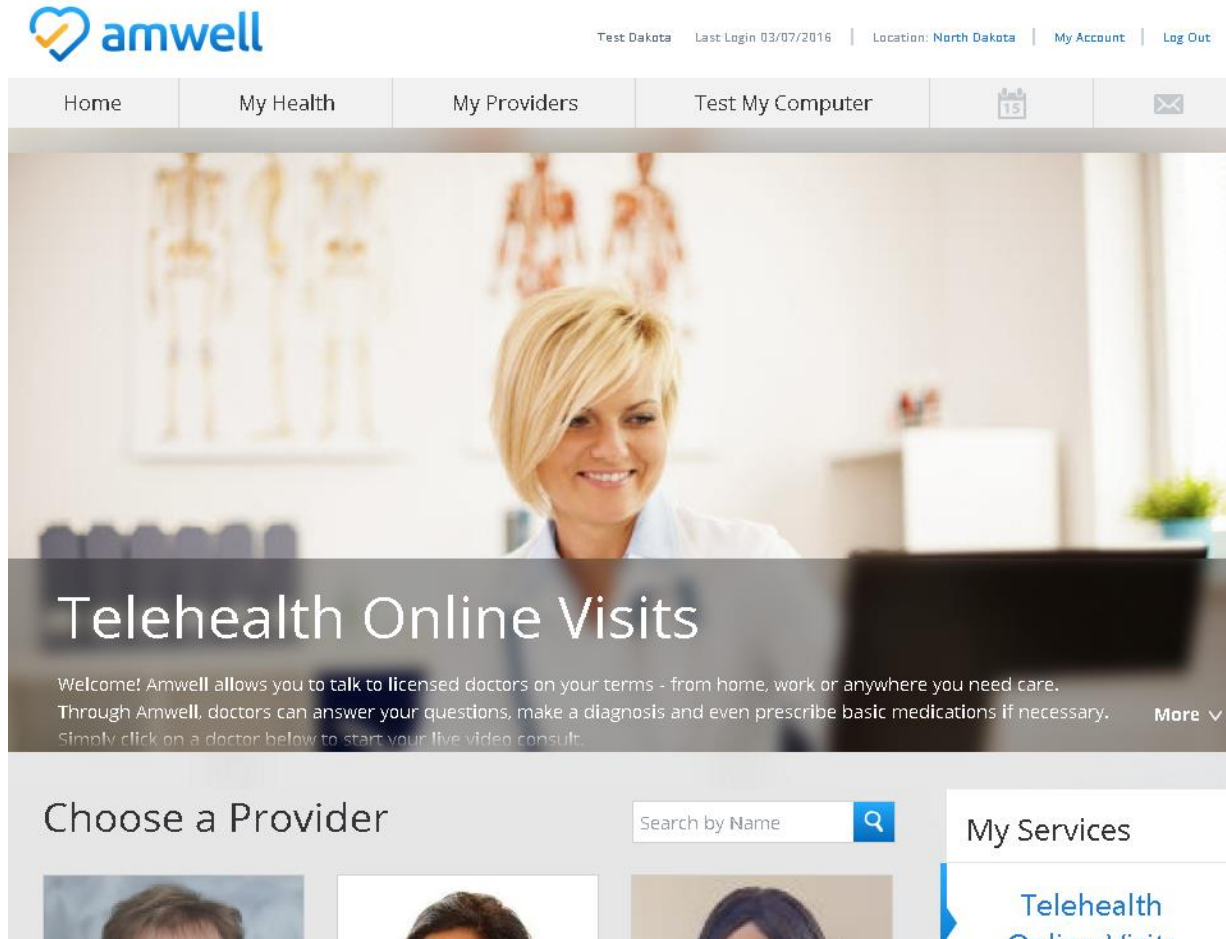 amwell
Test Dakota Last Login 03/07/2016 Location: North Dakota My Account Log Out
Home My Health My Providers Test My Computer 15
Telehealth Online Visits
Welcome! Amwell allows you to talk to licensed doctors on your terms - from home, work or anywhere you need care.
Through Amwell, doctors can answer your questions, make a diagnosis and even prescribe basic medications if necessary. More
Simply click on a doctor below to start your live video consult.
Choose a Provider
Search by Name
My Services
Telehealth
Online Visits